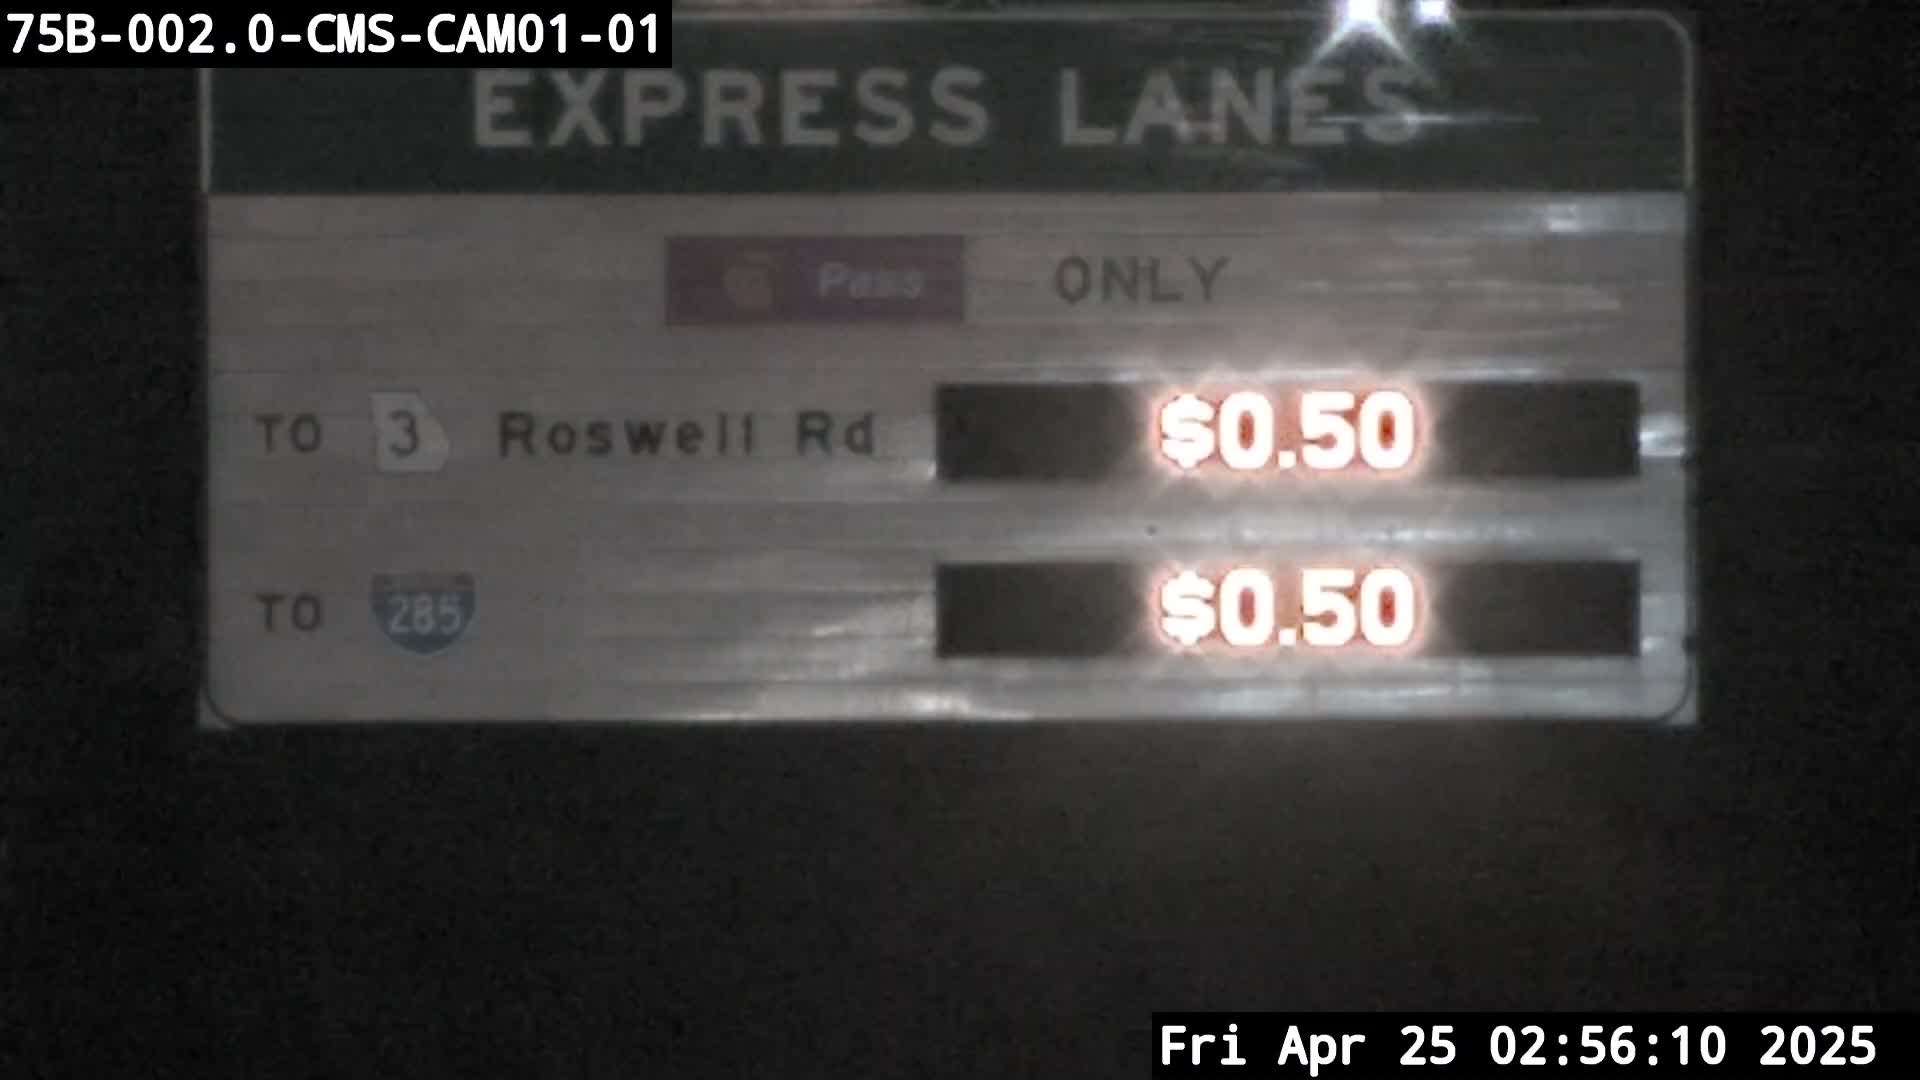 75B-002.0-CMS-CAM01-01
EXPRESS LANES
Pass ONLY
TO 3 Roswell Rd $0.50
TO 285 $0.50
Fri Apr 25 02:56:10 2025